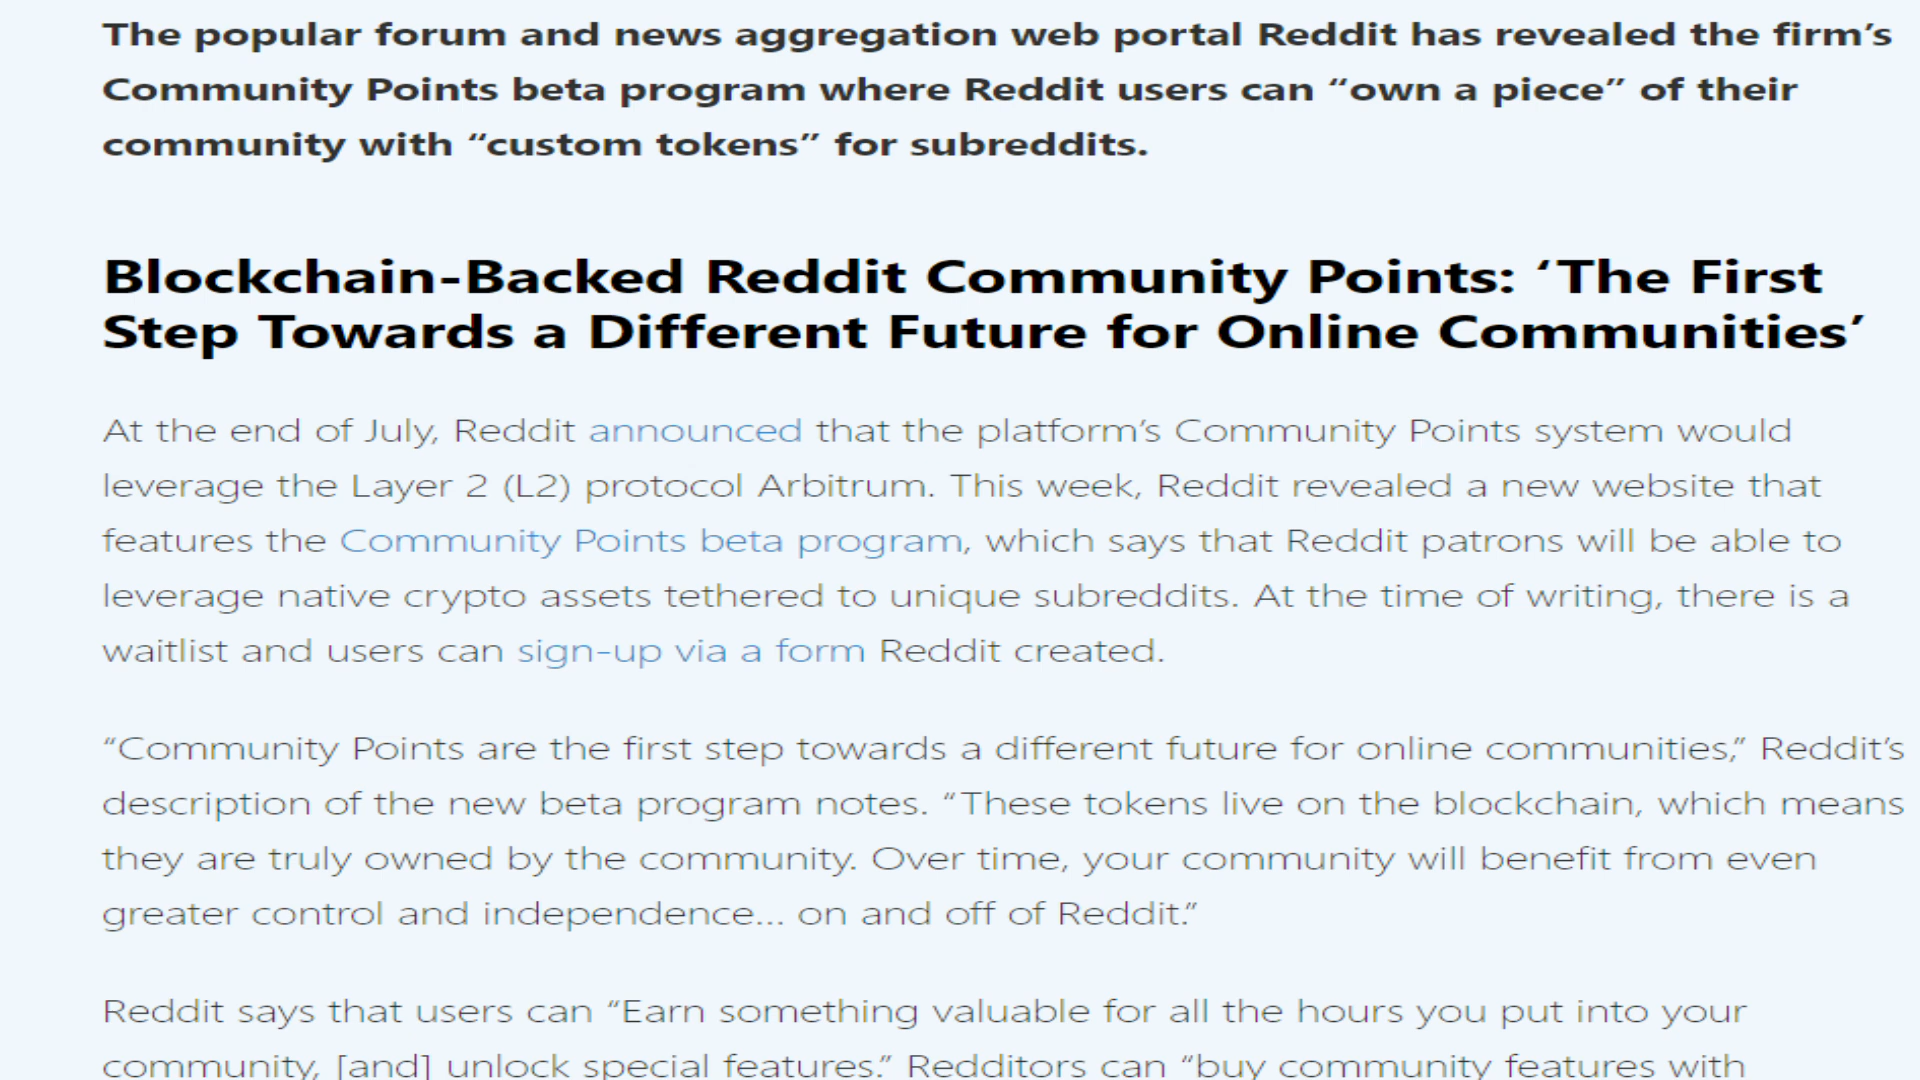 The popular forum and news aggregation web portal Reddit has revealed the firm’s
Community Points beta program where Reddit users can “own a piece” of their
community with “custom tokens” for subreddits.
Blockchain-Backed Reddit Community Points: ‘The First
Step Towards a Different Future for Online Communities’
At the end of July, Reddit announced that the platform’s Community Points system would
leverage the Layer 2 (L2) protocol Arbitrum. This week, Reddit revealed a new website that
features the Community Points beta program, which says that Reddit patrons will be able to
leverage native crypto assets tethered to unique subreddits. At the time of writing, there is a
waitlist and users can sign-up via a form Reddit created.
“Community Points are the first step towards a different future for online communities,” Reddit’s
description of the new beta program notes. “These tokens live on the blockchain, which means
they are truly owned by the community. Over time, your community will benefit from even
greater control and independence… on and off of Reddit.”
Reddit says that users can “Earn something valuable for all the hours you put into your
community, [and] unlock special features.” Redditors can “buy community features with